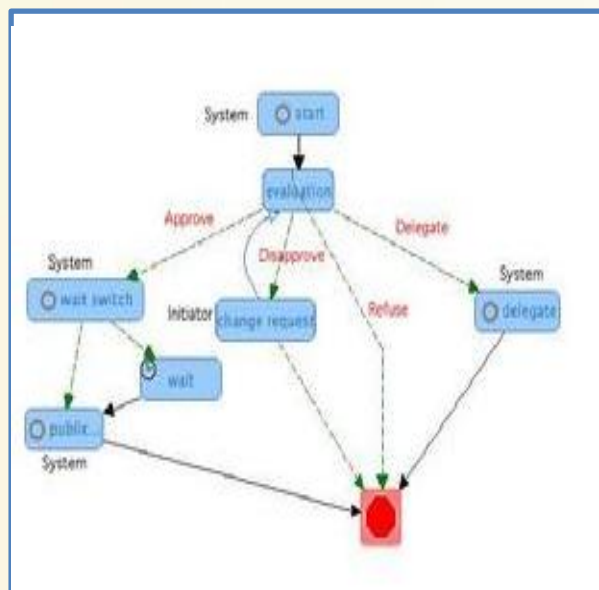 System
start
evaluation
Approve
Disapprove
Delegate
System
wait switch
Initiator
change request
Refuse
System
delegate
wait
public
System